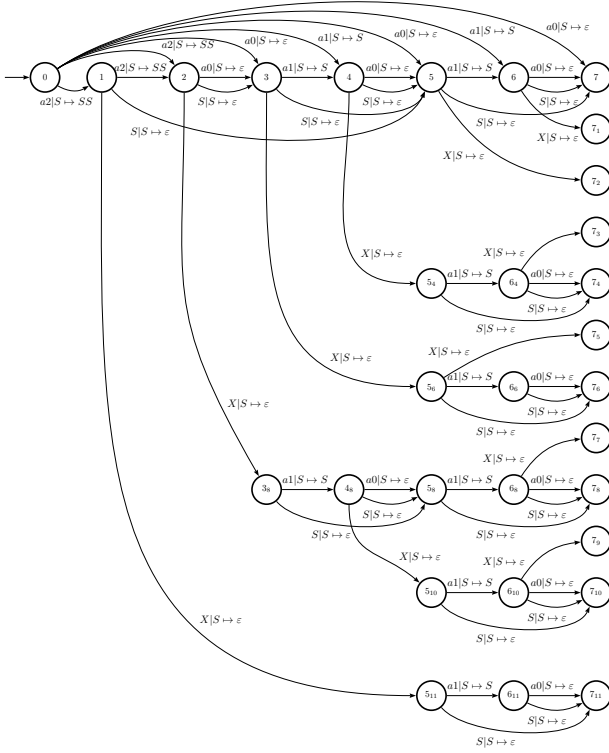 a0|S ↦ ε
a1|S ↦ S
a0|S ↦ ε
a1|S ↦ S
a0|S ↦ ε
a2|S ↦ SS
0 1 2 3 4 5 6 7
a2|S ↦ SS a0|S ↦ ε a1|S ↦ S a0|S ↦ ε a1|S ↦ S a0|S ↦ ε
a2|S ↦ SS S|S ↦ ε S|S ↦ ε S|S ↦ ε
S|S ↦ ε S|S ↦ ε S|S ↦ ε
7₁
X|S ↦ ε
X|S ↦ ε
7₂
7₃
X|S ↦ ε X|S ↦ ε
5₄ a1|S ↦ S 6₄ a0|S ↦ ε 7₄
S|S ↦ ε
S|S ↦ ε
7₅
X|S ↦ ε X|S ↦ ε
5₆ a1|S ↦ S 6₆ a0|S ↦ ε 7₆
S|S ↦ ε
X|S ↦ ε S|S ↦ ε
7₇
X|S ↦ ε
3₈ a1|S ↦ S 4₈ a0|S ↦ ε 5₈ a1|S ↦ S 6₈ a0|S ↦ ε 7₈
S|S ↦ ε S|S ↦ ε
S|S ↦ ε S|S ↦ ε
7₉
X|S ↦ ε X|S ↦ ε
5₁₀ a1|S ↦ S 6₁₀ a0|S ↦ ε 7₁₀
S|S ↦ ε
X|S ↦ ε S|S ↦ ε
5₁₁ a1|S ↦ S 6₁₁ a0|S ↦ ε 7₁₁
S|S ↦ ε
S|S ↦ ε